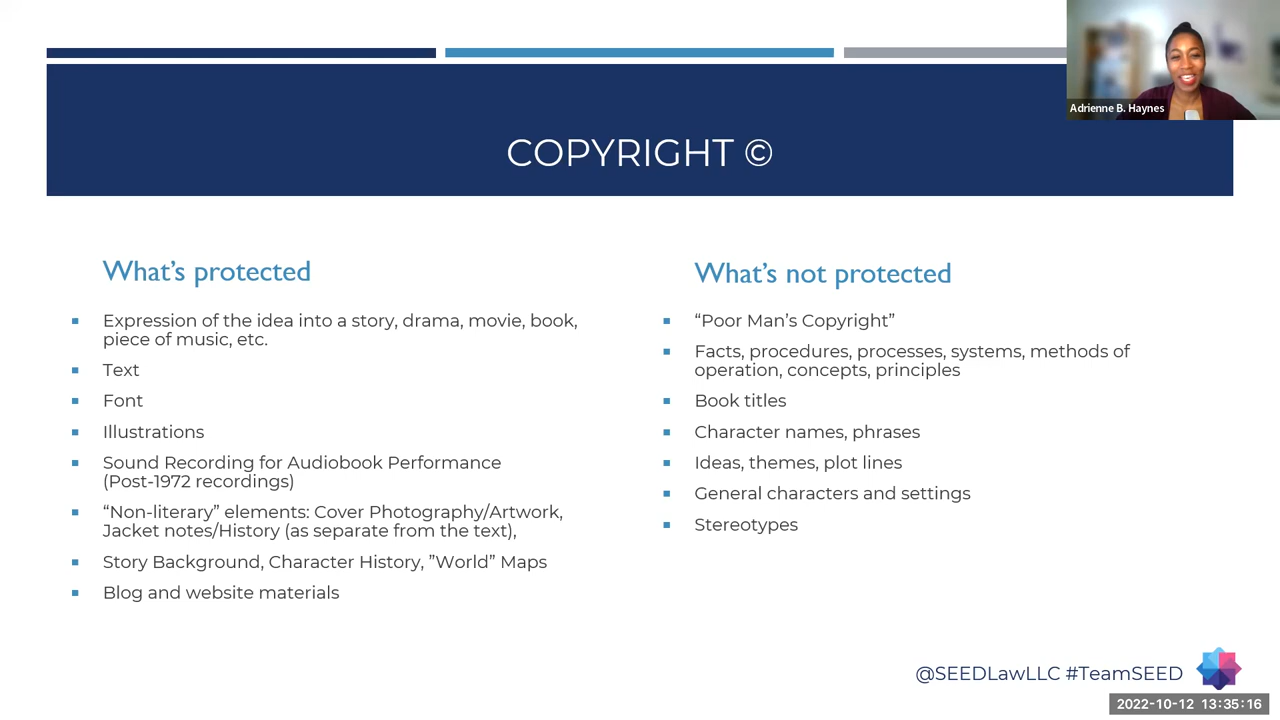 Adrienne B. Haynes
COPYRIGHT ©
What's protected
Expression of the idea into a story, drama, movie, book,
piece of music, etc.
Text
Font
Illustrations
Sound Recording for Audiobook Performance
(Post-1972 recordings)
“Non-literary” elements: Cover Photography/Artwork,
Jacket notes/History (as separate from the text),
Story Background, Character History, ”World” Maps
Blog and website materials
What's not protected
“Poor Man's Copyright”
Facts, procedures, processes, systems, methods of
operation, concepts, principles
Book titles
Character names, phrases
Ideas, themes, plot lines
General characters and settings
Stereotypes
@SEEDLawLLC #TeamSEED
2022-10-12 13:35:16